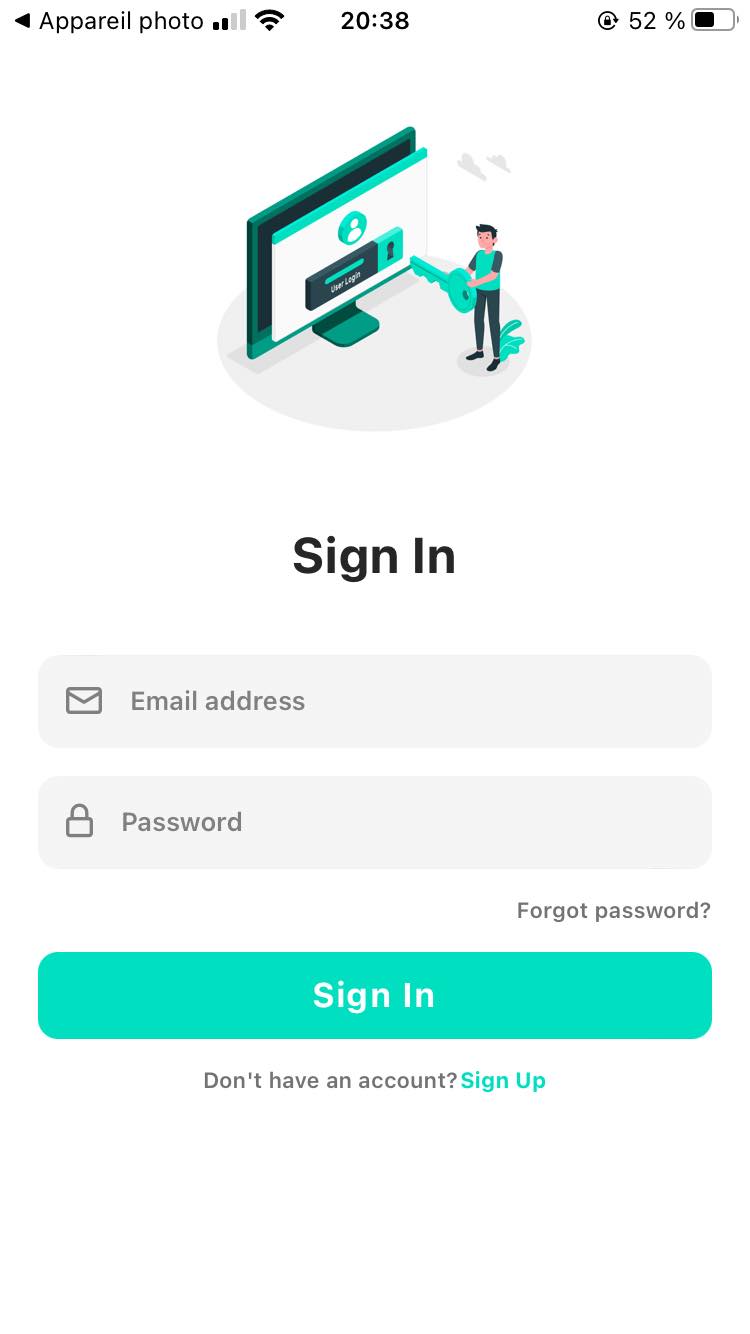 ◀ Appareil photo 20:38 52 %
User Login
Sign In
Email address
Password
Forgot password?
Sign In
Don't have an account? Sign Up